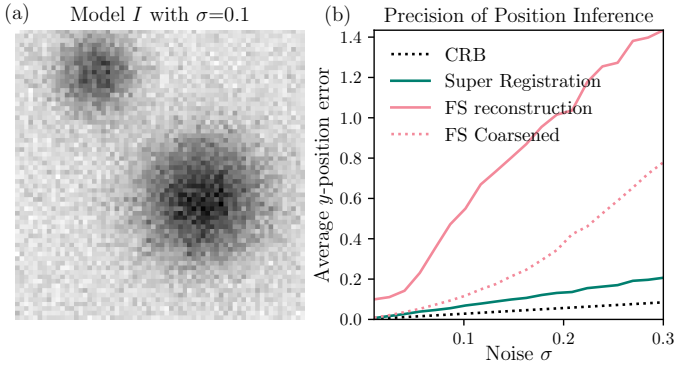 (a)
Model I with σ=0.1
(b)
Precision of Position Inference
CRB
Super Registration
FS reconstruction
FS Coarsened
Average y-position error
1.4
1.2
1.0
0.8
0.6
0.4
0.2
0.0
0.1
0.2
0.3
Noise σ